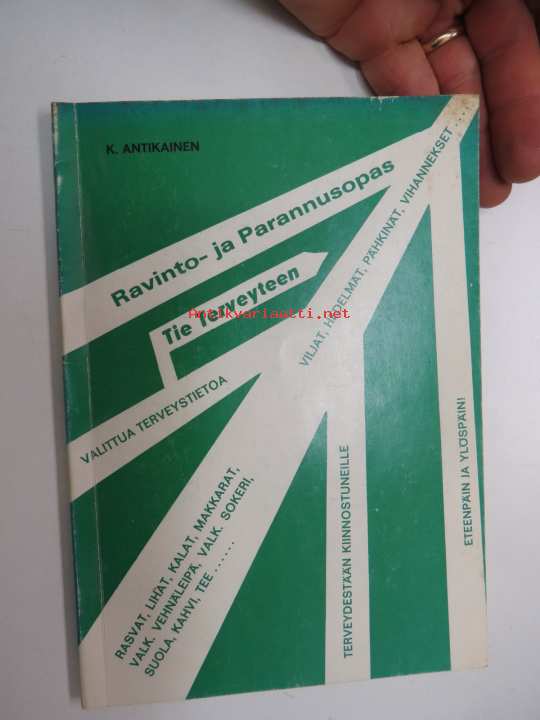 K. ANTIKAINEN
Ravinto- ja Parannusopas
Tie Terveyteen
Antikvariaatti.net
VALITTUA TERVEYSTIETOA
VILJAT, HEDELMÄT, PÄHKINÄT, VIHANNEKSET ....
RASVAT, LIHAT, KALAT, MAKKARAT,
VALK. VEHNÄLEIPÄ, VALK. SOKERI,
SUOLA, KAHVI, TEE .......
TERVEYDESTÄÄN KIINNOSTUNEILLE
ETEENPÄIN JA YLÖSPÄIN!